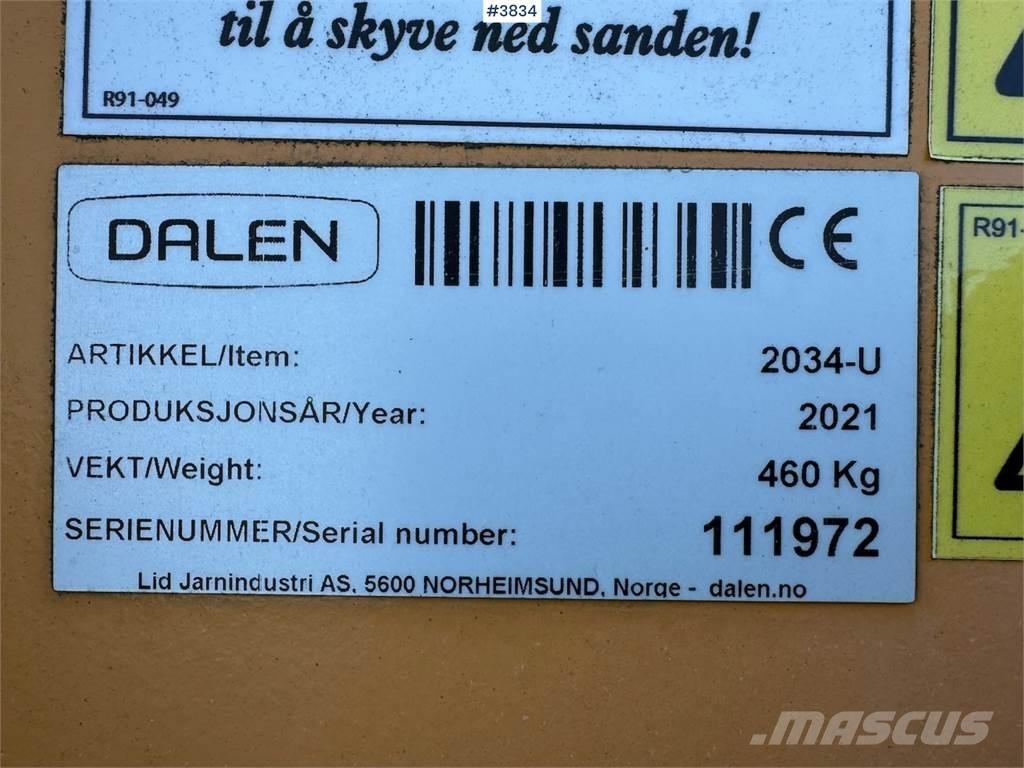 #3834
til å skyve ned sanden!
R91-049
DALEN
CE
R91-
ARTIKKEL/Item: 2034-U
PRODUKSJONSÅR/Year: 2021
VEKT/Weight: 460 Kg
SERIENUMMER/Serial number: 111972
Lid Jarnindustri AS, 5600 NORHEIMSUND, Norge - dalen.no
MASCUS